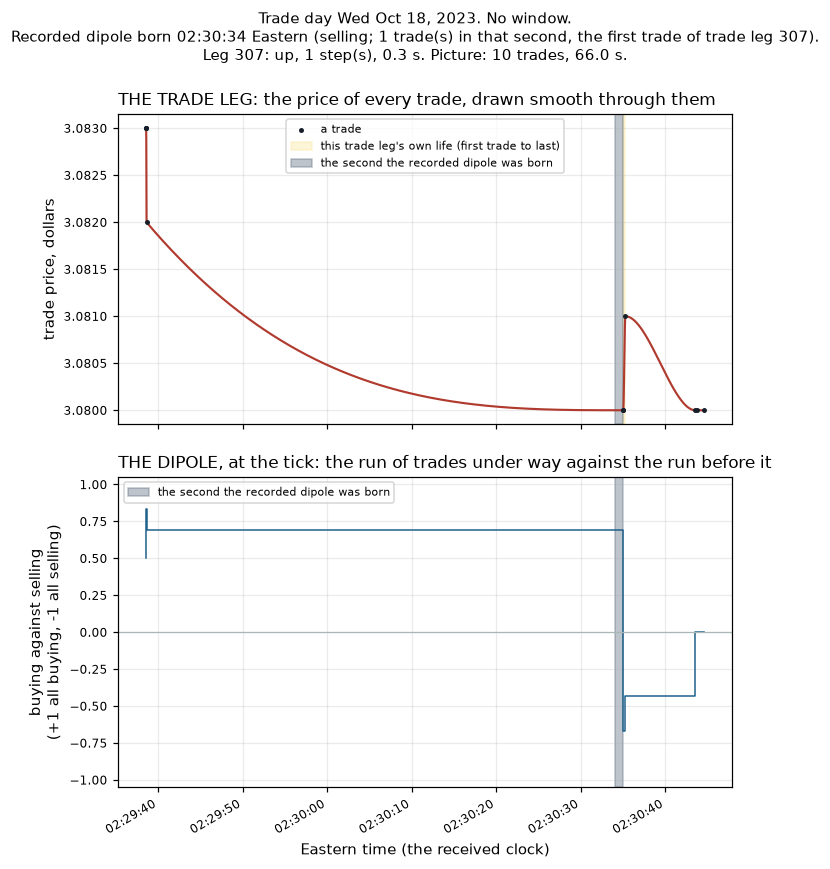 Trade day Wed Oct 18, 2023. No window.
Recorded dipole born 02:30:34 Eastern (selling; 1 trade(s) in that second, the first trade of trade leg 307).
Leg 307: up, 1 step(s), 0.3 s. Picture: 10 trades, 66.0 s.
THE TRADE LEG: the price of every trade, drawn smooth through them
a trade
this trade leg's own life (first trade to last)
the second the recorded dipole was born
3.0830
3.0825
3.0820
3.0815
3.0810
3.0805
3.0800
trade price, dollars
THE DIPOLE, at the tick: the run of trades under way against the run before it
the second the recorded dipole was born
1.00
0.75
0.50
0.25
0.00
−0.25
−0.50
−0.75
−1.00
buying against selling
(+1 all buying, -1 all selling)
02:29:40
02:29:50
02:30:00
02:30:10
02:30:20
02:30:30
02:30:40
Eastern time (the received clock)